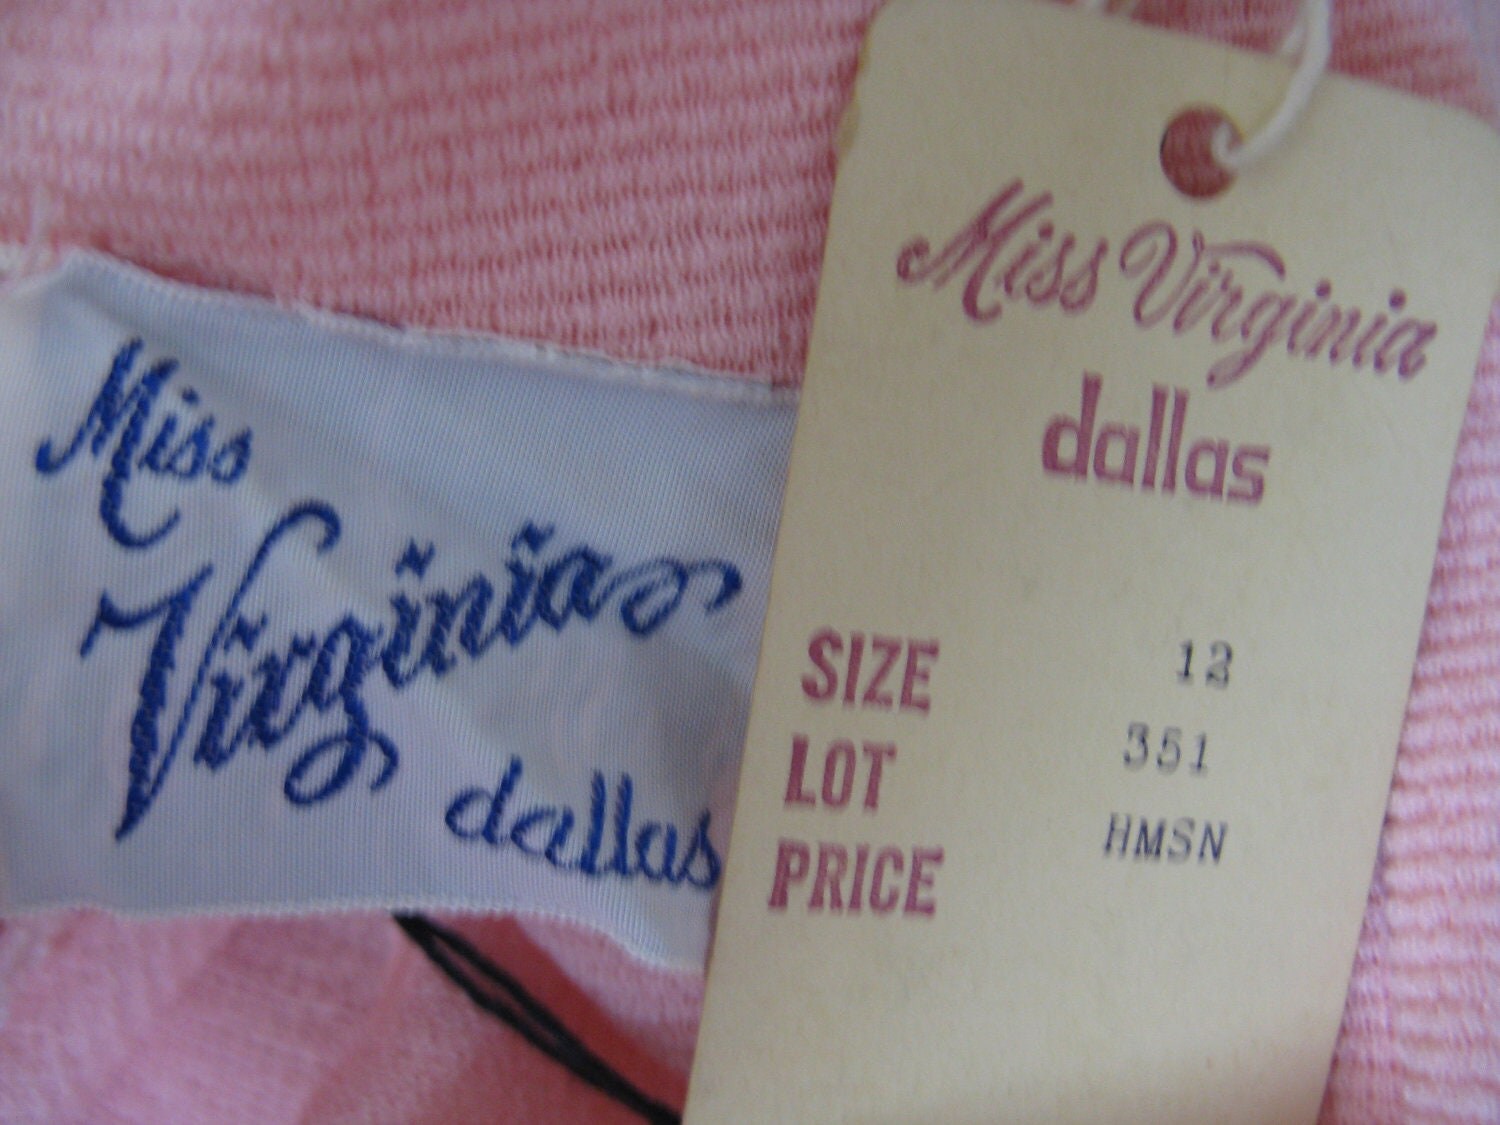 Miss
Virginia
dallas
Miss Virginia
dallas
SIZE 12
LOT 351
PRICE HMSN